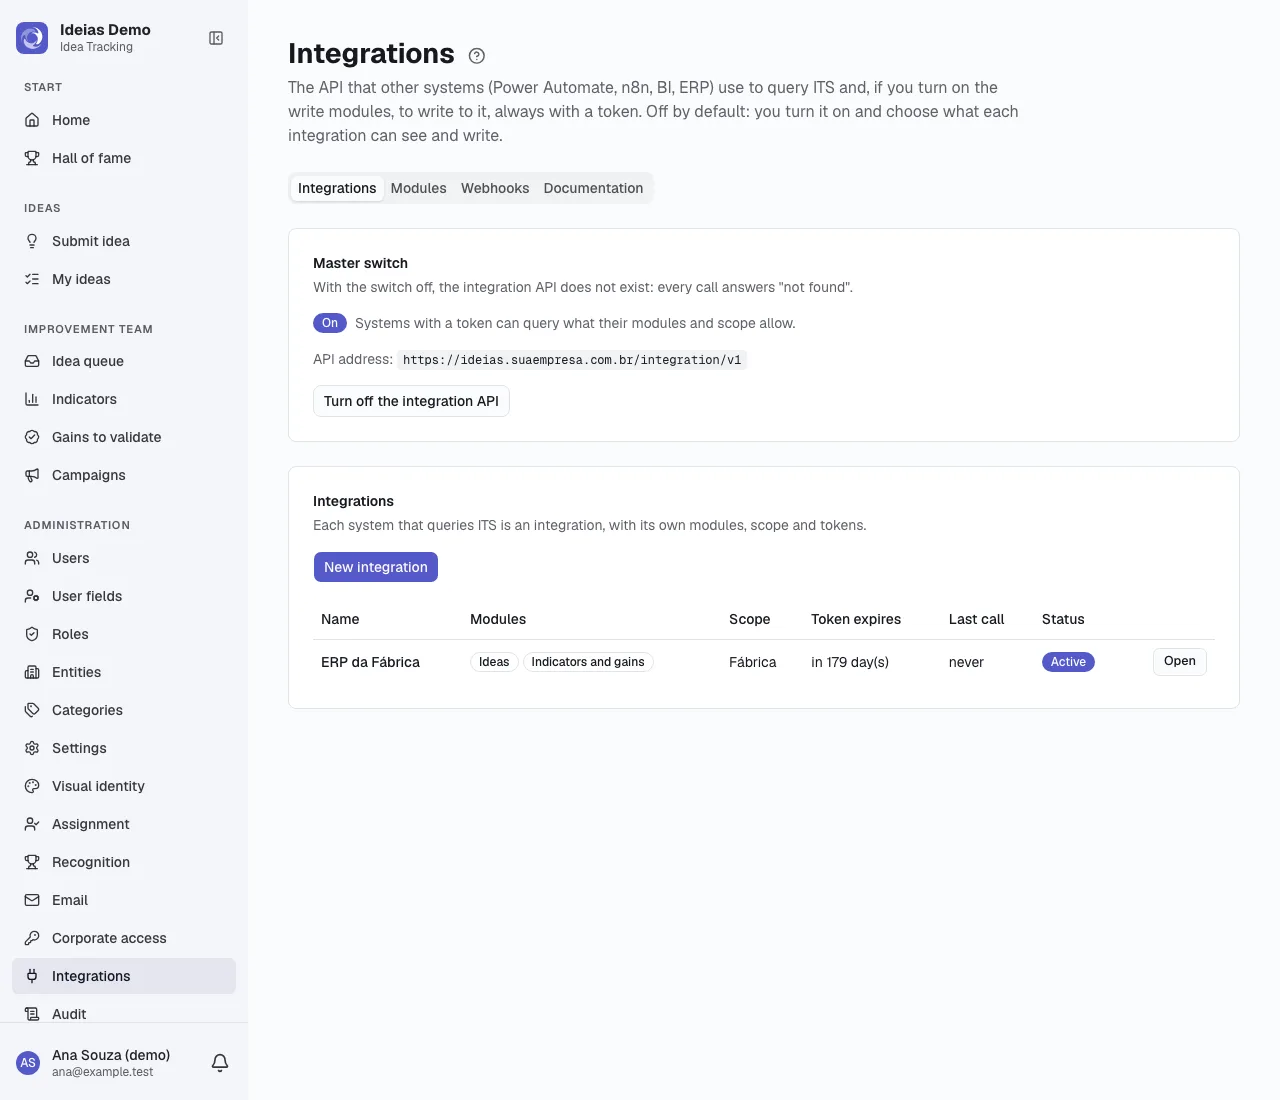 Ideias Demo
Idea Tracking
START
Home
Hall of fame
IDEAS
Submit idea
My ideas
IMPROVEMENT TEAM
Idea queue
Indicators
Gains to validate
Campaigns
ADMINISTRATION
Users
User fields
Roles
Entities
Categories
Settings
Visual identity
Assignment
Recognition
Email
Corporate access
Integrations
Audit
AS
Ana Souza (demo)
ana@example.test
Integrations
The API that other systems (Power Automate, n8n, BI, ERP) use to query ITS and, if you turn on the
write modules, to write to it, always with a token. Off by default: you turn it on and choose what each
integration can see and write.
Integrations Modules Webhooks Documentation
Master switch
With the switch off, the integration API does not exist: every call answers "not found".
On Systems with a token can query what their modules and scope allow.
API address: https://ideias.suaempresa.com.br/integration/v1
Turn off the integration API
Integrations
Each system that queries ITS is an integration, with its own modules, scope and tokens.
New integration
Name Modules Scope Token expires Last call Status
ERP da Fábrica Ideas Indicators and gains Fábrica in 179 day(s) never Active Open